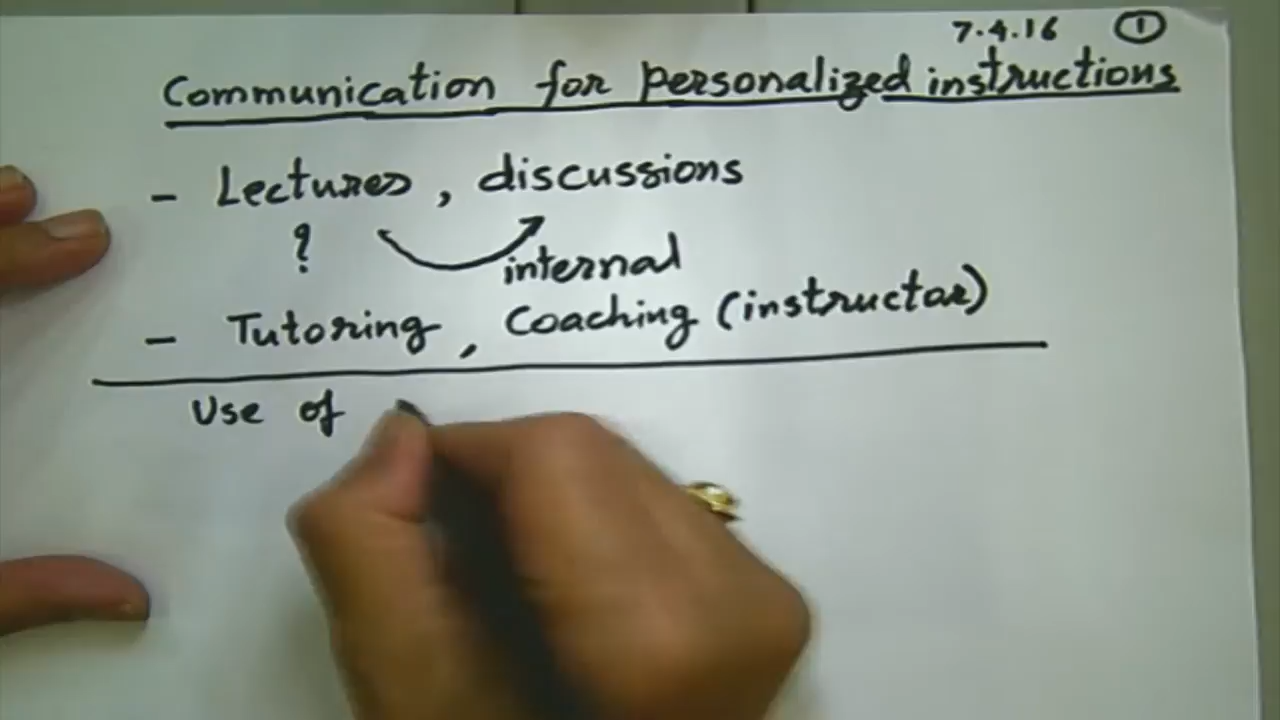 7.4.16 ①
Communication for personalized instructions
- Lectures, discussions
?
internal
- Tutoring, Coaching (instructor)
Use of